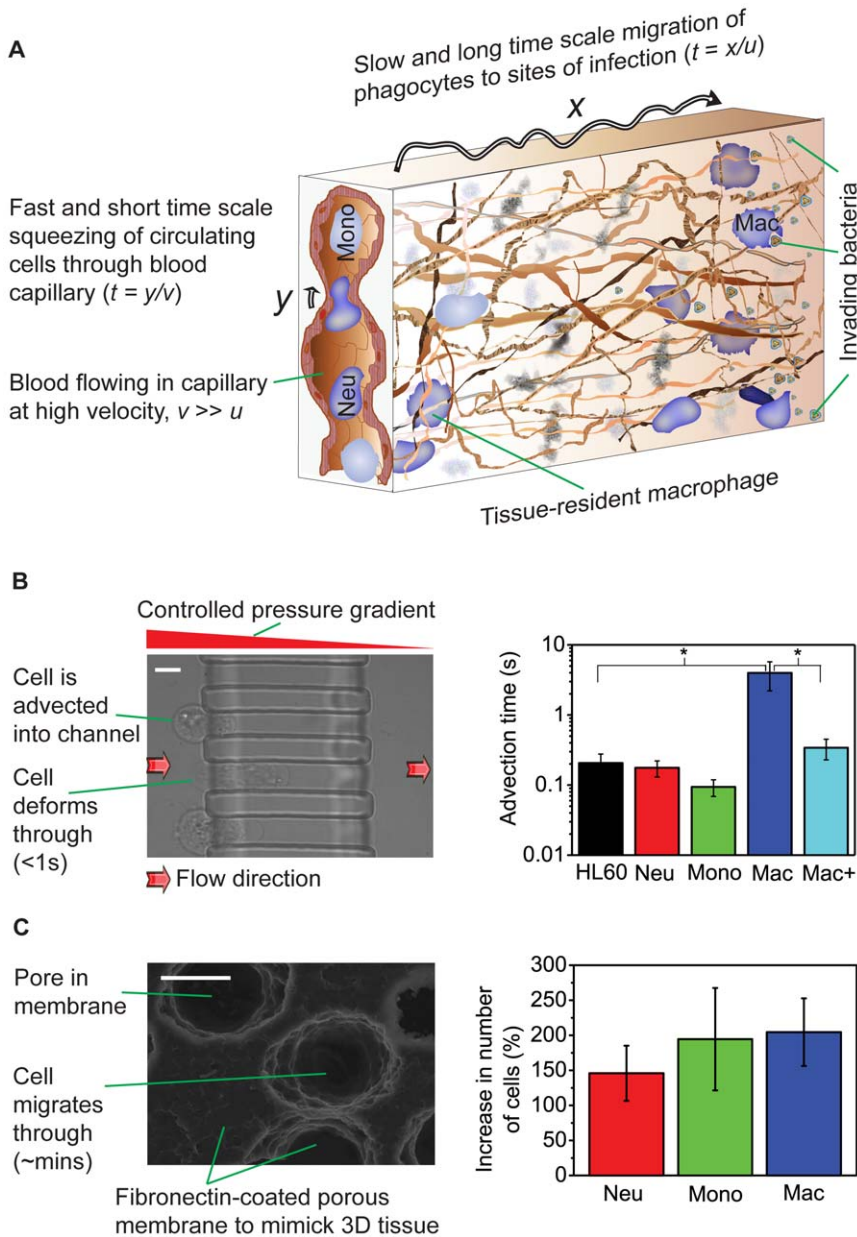 A
Slow and long time scale migration of
phagocytes to sites of infection (t = x/u)
x
Fast and short time scale
squeezing of circulating
cells through blood
capillary (t = y/v)
Mono
y
Mac
Invading bacteria
Blood flowing in capillary
at high velocity, v >> u
Neu
Tissue-resident macrophage
B
Controlled pressure gradient
Cell is
advected
into channel
Cell
deforms
through
(<1s)
Flow direction
Advection time (s)
10
1
0.1
0.01
*
*
HL60 Neu Mono Mac Mac+
C
Pore in
membrane
Cell
migrates
through
(~mins)
Fibronectin-coated porous
membrane to mimick 3D tissue
Increase in number
of cells (%)
300
250
200
150
100
50
0
Neu Mono Mac